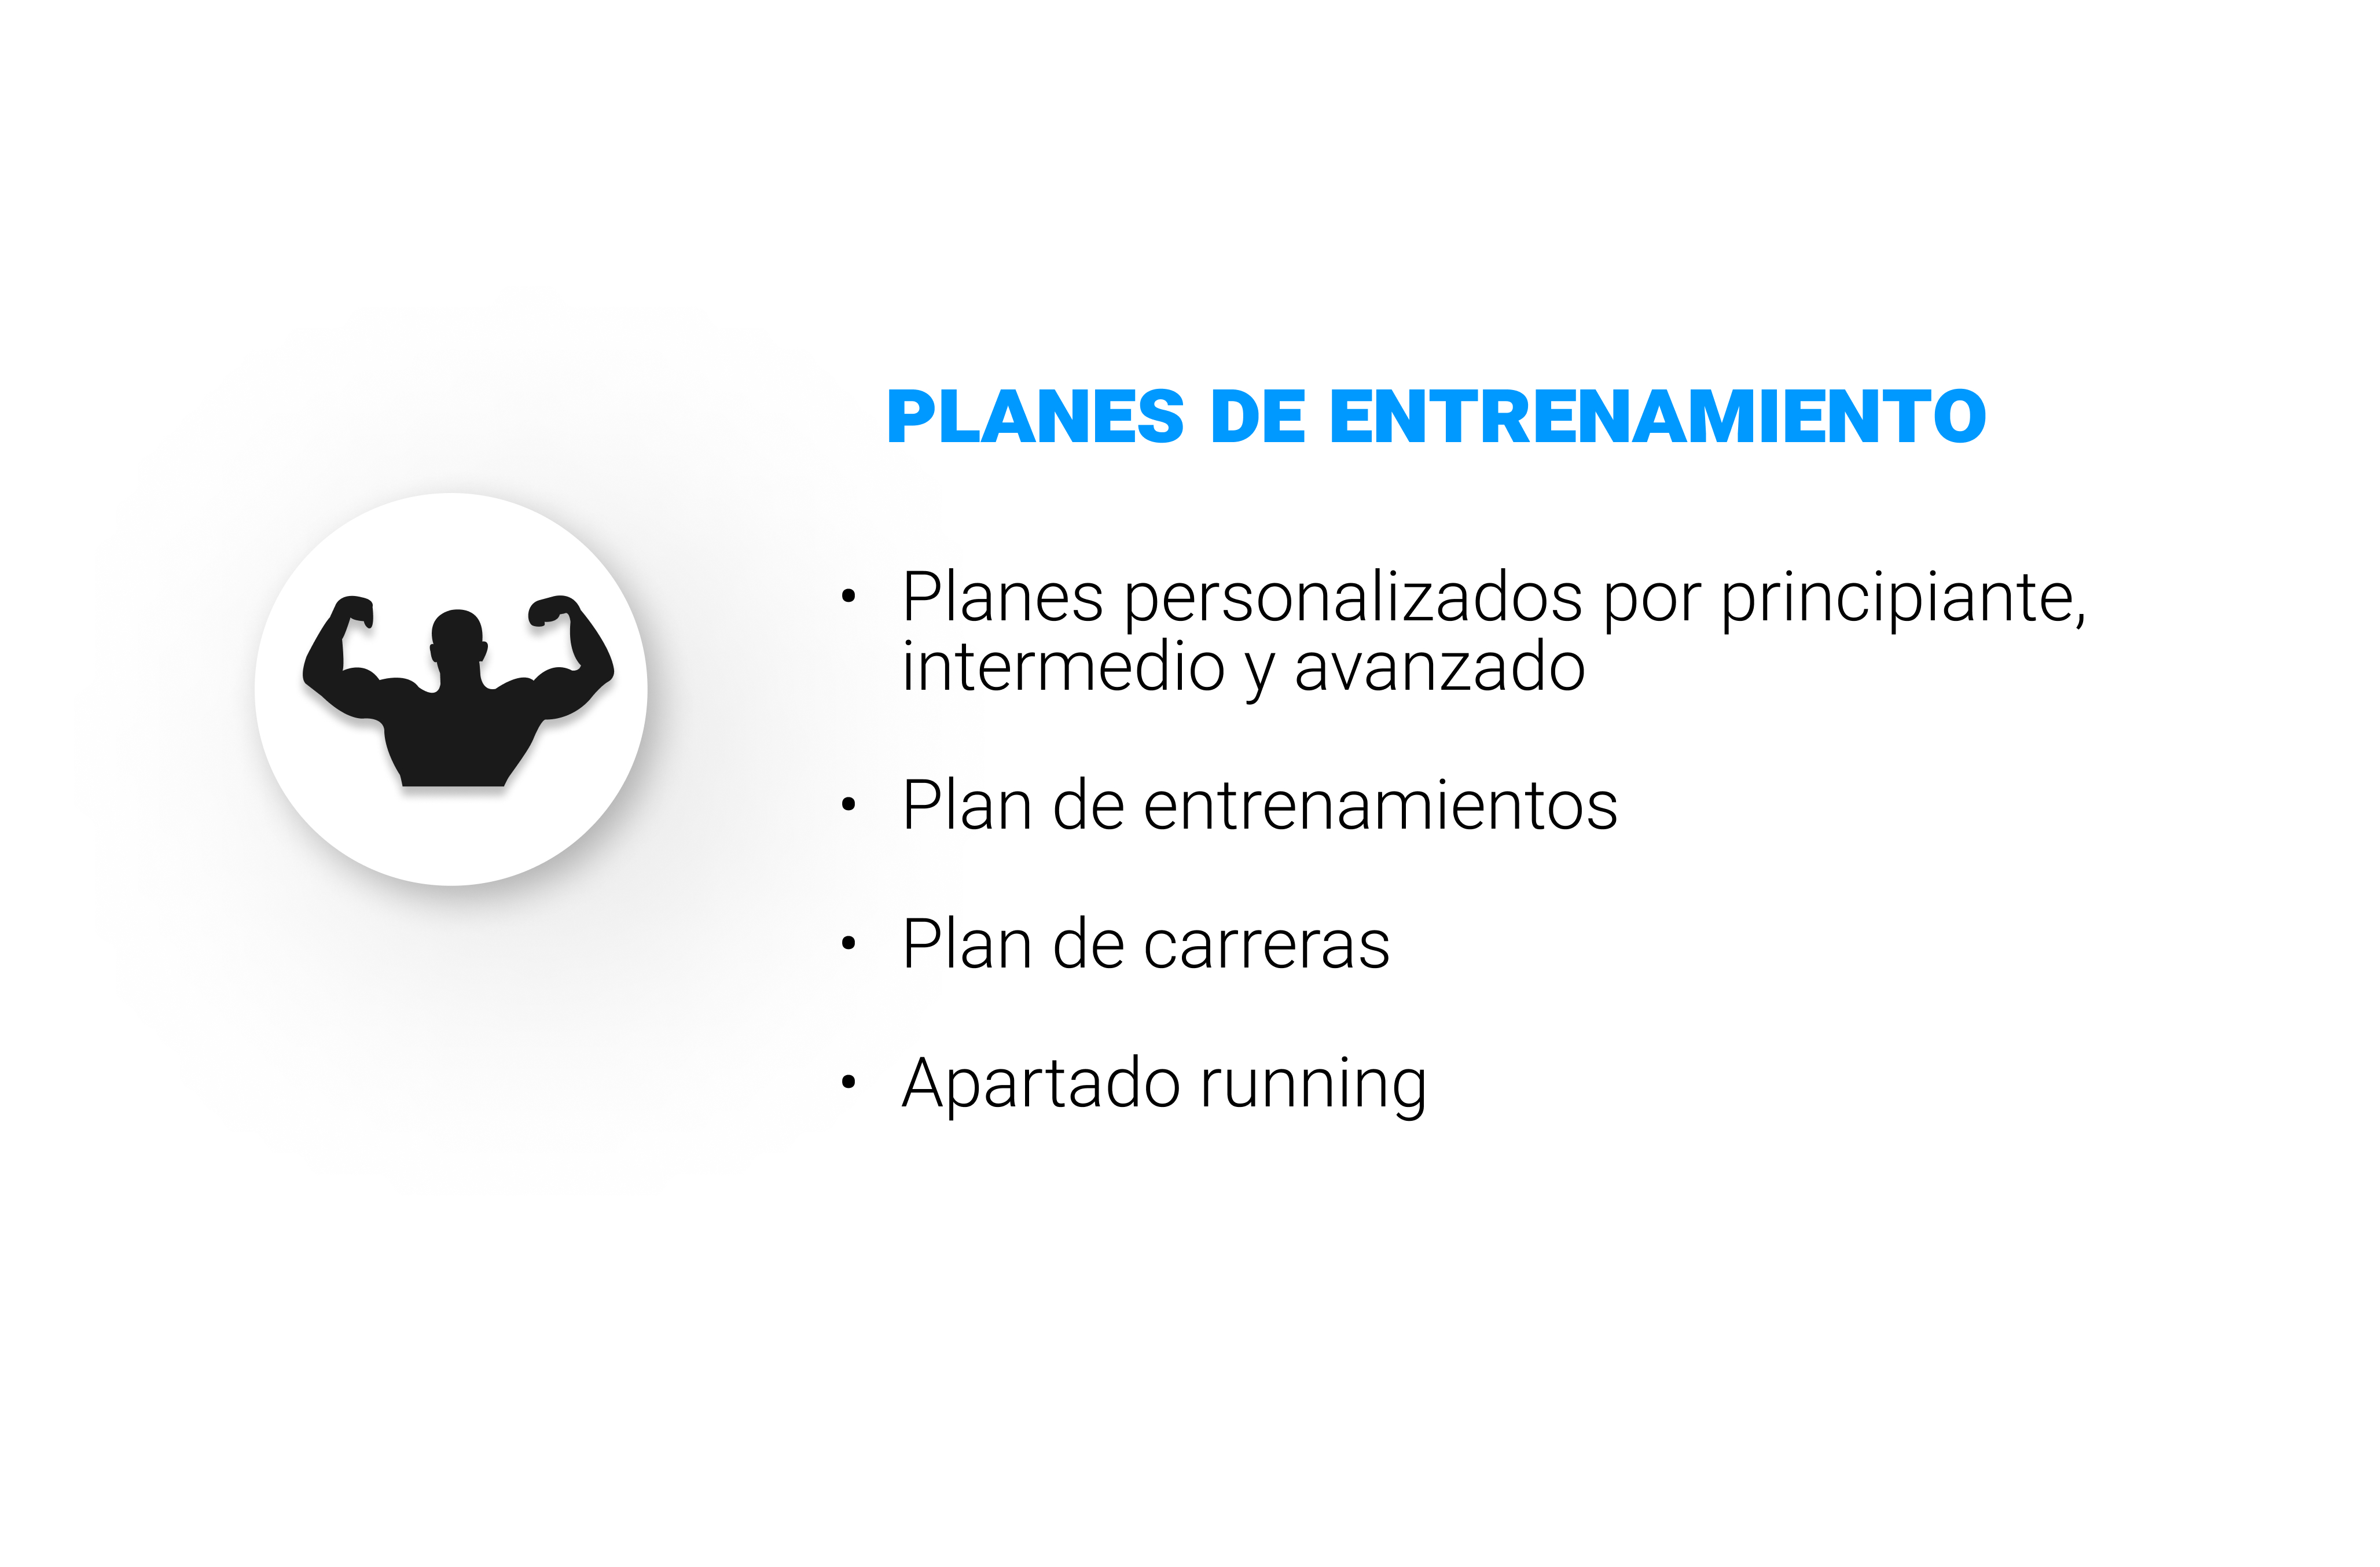 PLANES DE ENTRENAMIENTO
• Planes personalizados por principiante,
intermedio y avanzado
• Plan de entrenamientos
• Plan de carreras
• Apartado running